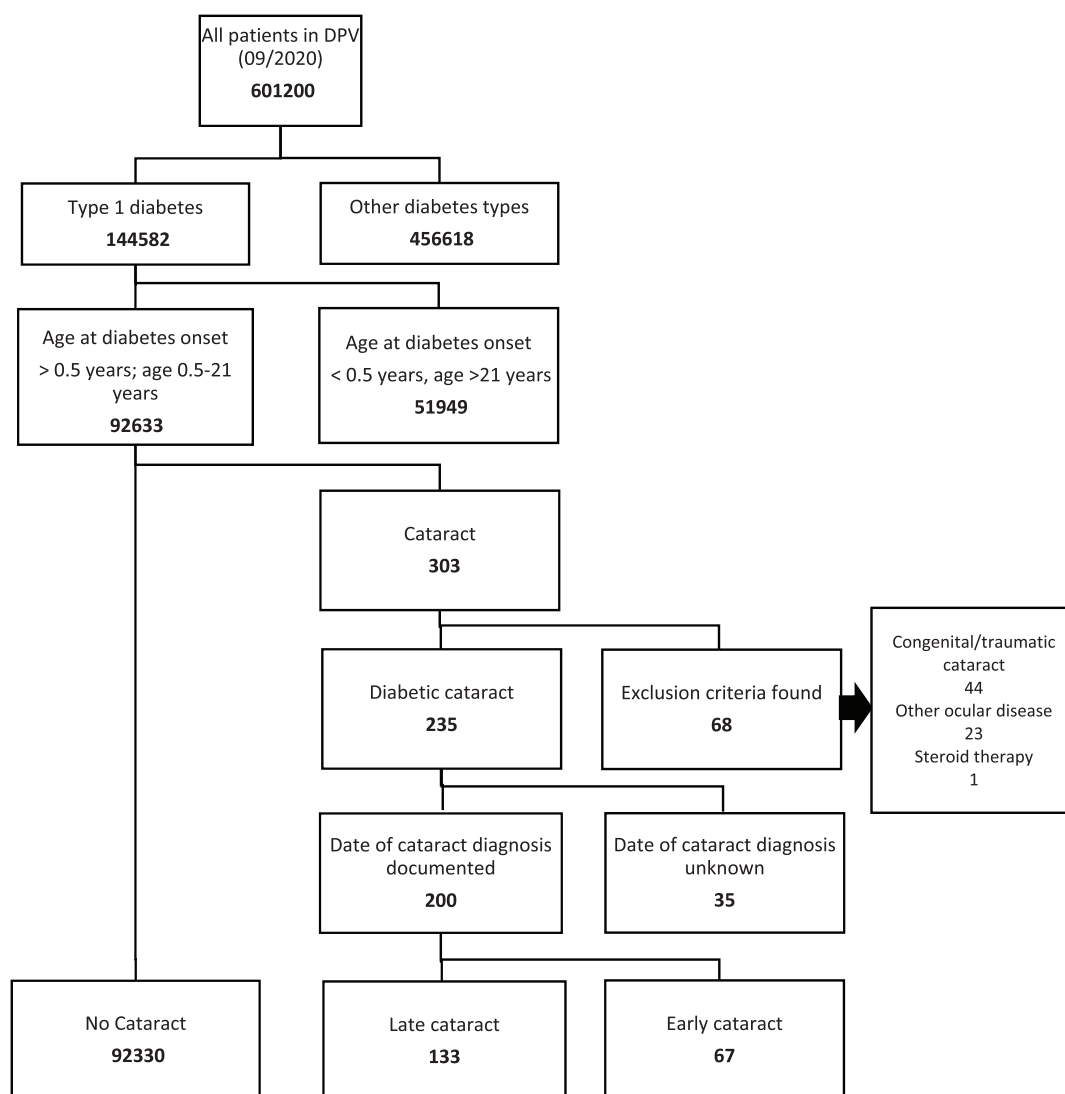 All patients in DPV
(09/2020)
601200
Type 1 diabetes
144582
Other diabetes types
456618
Age at diabetes onset
> 0.5 years; age 0.5-21
years
92633
Age at diabetes onset
< 0.5 years, age >21 years
51949
Cataract
303
Diabetic cataract
235
Exclusion criteria found
68
Congenital/traumatic
cataract
44
Other ocular disease
23
Steroid therapy
1
Date of cataract diagnosis
documented
200
Date of cataract diagnosis
unknown
35
No Cataract
92330
Late cataract
133
Early cataract
67